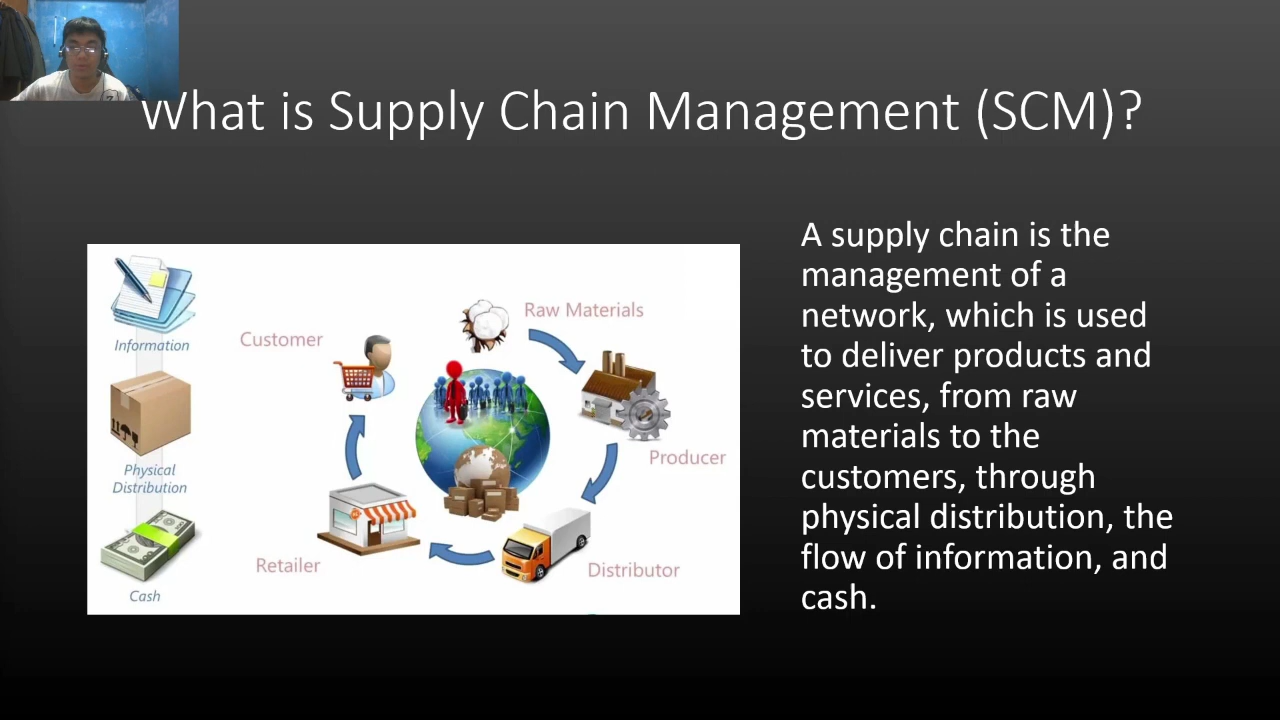 What is Supply Chain Management (SCM)?
Information
Physical
Distribution
Cash
Customer
Raw Materials
Producer
Distributor
Retailer
A supply chain is the
management of a
network, which is used
to deliver products and
services, from raw
materials to the
customers, through
physical distribution, the
flow of information, and
cash.